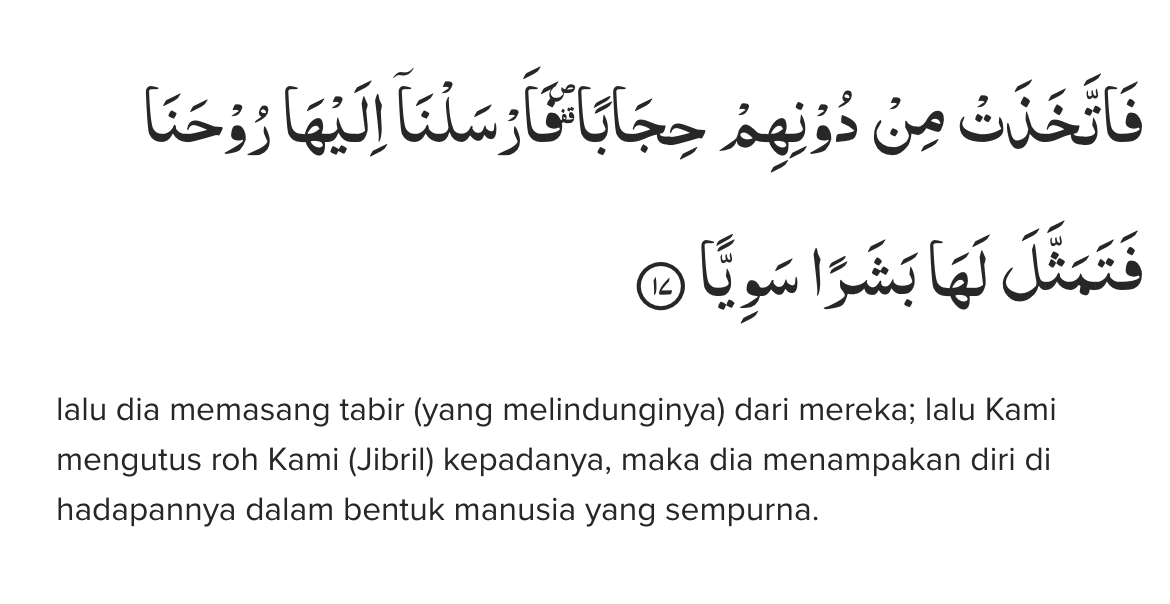 فَاتَّخَذَتْ مِنْ دُوْنِهِمْ حِجَابًاۗ فَاَرْسَلْنَآ اِلَيْهَا رُوْحَنَا
فَتَمَثَّلَ لَهَا بَشَرًا سَوِيًّا ١٧
lalu dia memasang tabir (yang melindunginya) dari mereka; lalu Kami
mengutus roh Kami (Jibril) kepadanya, maka dia menampakan diri di
hadapannya dalam bentuk manusia yang sempurna.